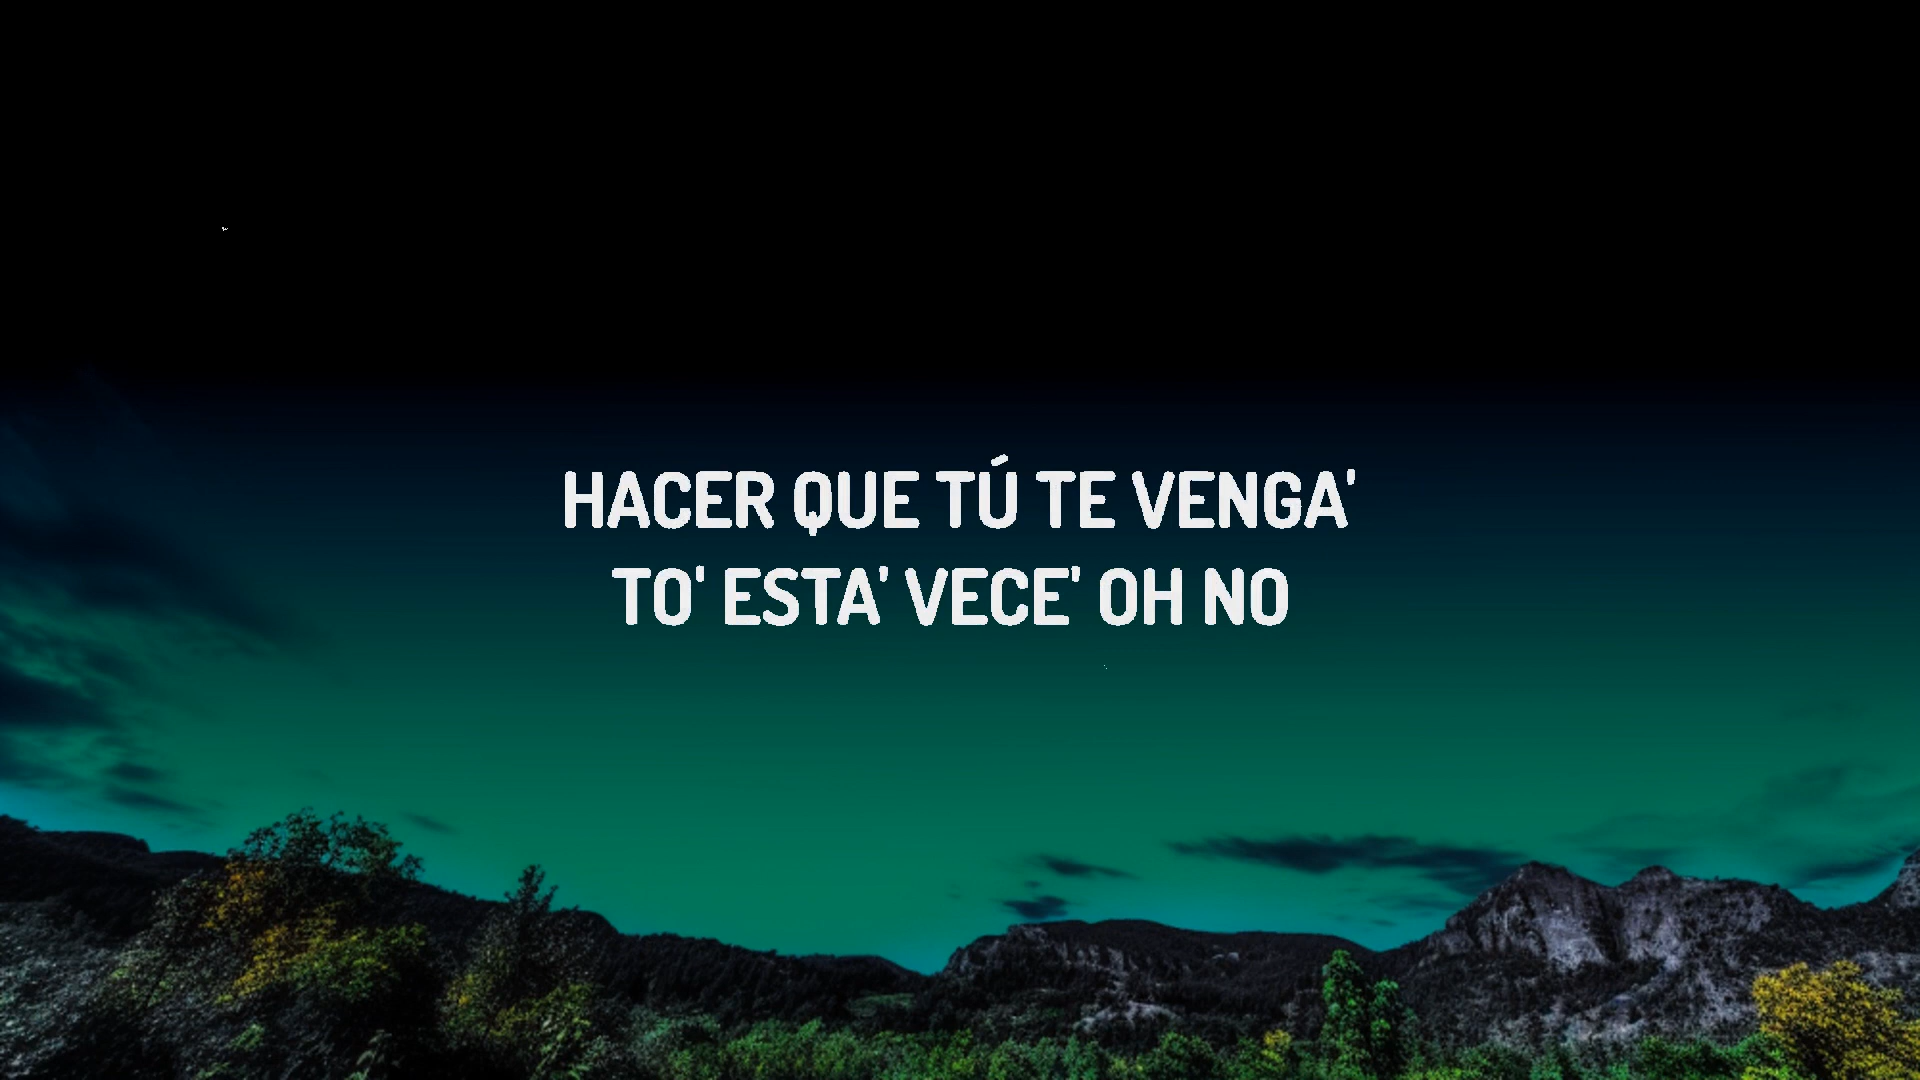 HACER QUE TÚ TE VENGA'
TO' ESTA' VECE' OH NO